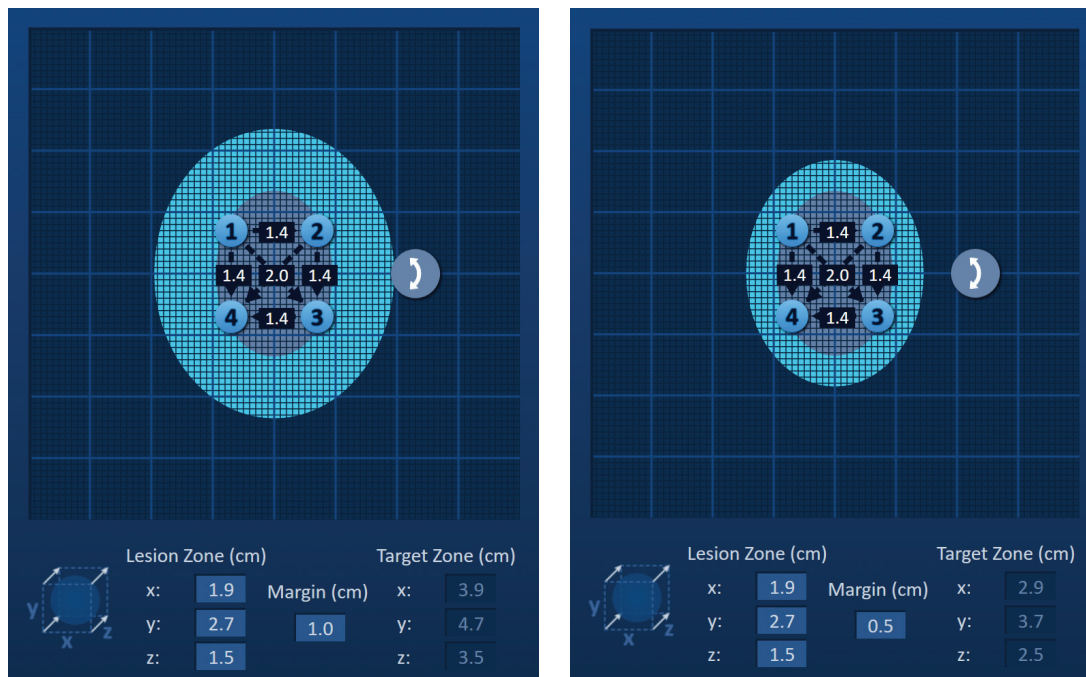 1 1.4 2
1.4 2.0 1.4
4 1.4 3
Lesion Zone (cm) Target Zone (cm)
x: 1.9 Margin (cm) x: 3.9
y: 2.7 1.0 y: 4.7
z: 1.5 z: 3.5
y x z
1 1.4 2
1.4 2.0 1.4
4 1.4 3
Lesion Zone (cm) Target Zone (cm)
x: 1.9 Margin (cm) x: 2.9
y: 2.7 0.5 y: 3.7
z: 1.5 z: 2.5
y x z